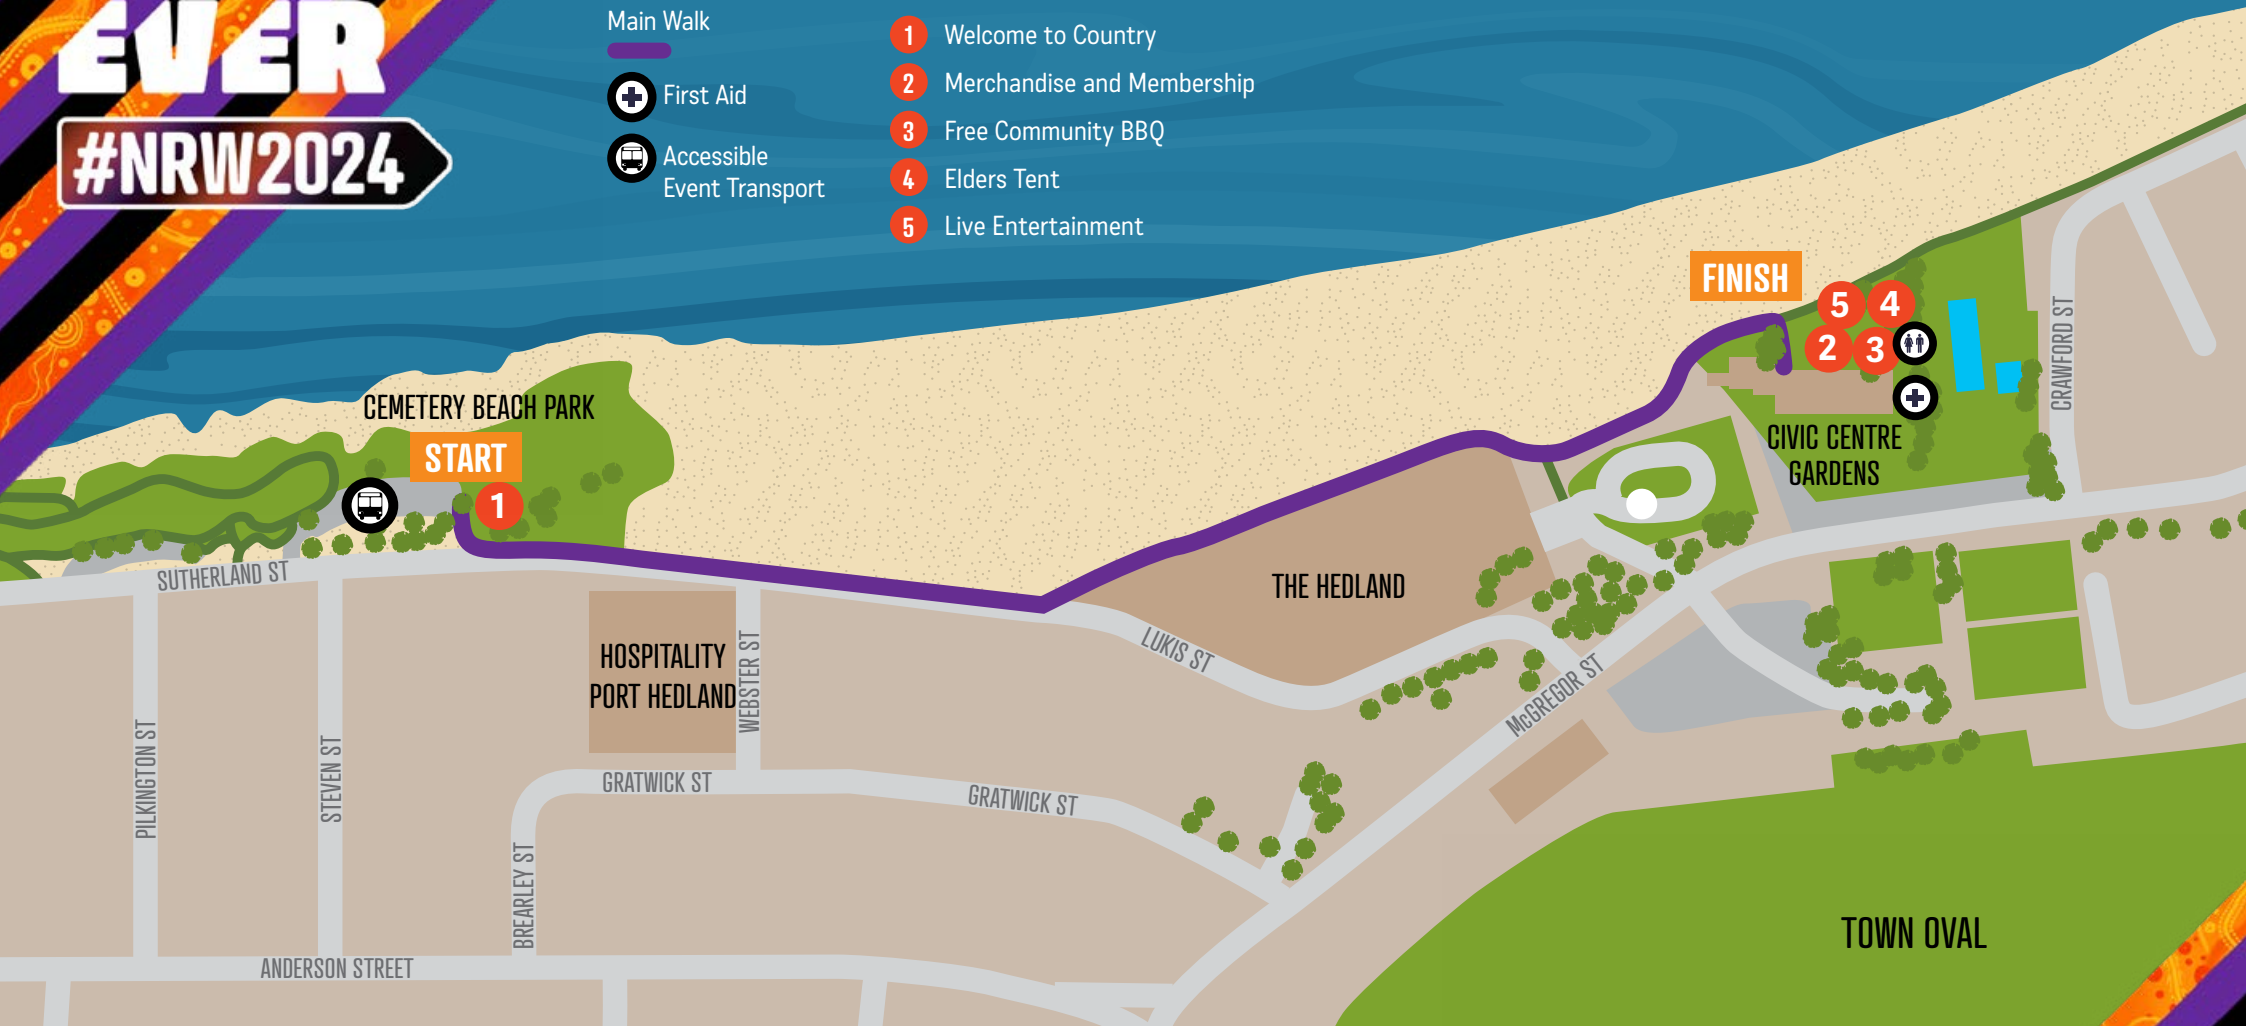 EVER
#NRW2024
Main Walk
First Aid
Accessible
Event Transport
1 Welcome to Country
2 Merchandise and Membership
3 Free Community BBQ
4 Elders Tent
5 Live Entertainment
FINISH
5 4
2 3
CRAWFORD ST
CEMETERY BEACH PARK
START
1
CIVIC CENTRE
GARDENS
SUTHERLAND ST
THE HEDLAND
HOSPITALITY
PORT HEDLAND
WEBSTER ST
LUKIS ST
McGREGOR ST
PILKINGTON ST
STEVEN ST
GRATWICK ST
GRATWICK ST
BREARLEY ST
TOWN OVAL
ANDERSON STREET